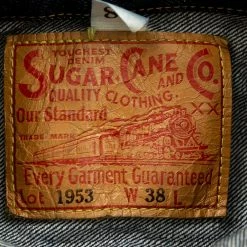 8
TOUGHEST
DENIM
SUGAR CANE
AND CO.
QUALITY CLOTHING.
Our Standard
XX
TRADE MARK
Every Garment Guaranteed
Lot 1953 W 38 L